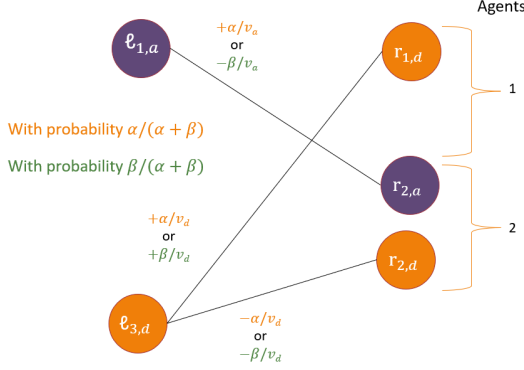 Agents
ℓ1,a
+α/va
or
−β/va
r1,d
1
With probability α/(α + β)
With probability β/(α + β)
r2,a
+α/vd
or
+β/vd
2
r2,d
ℓ3,d
−α/vd
or
−β/vd